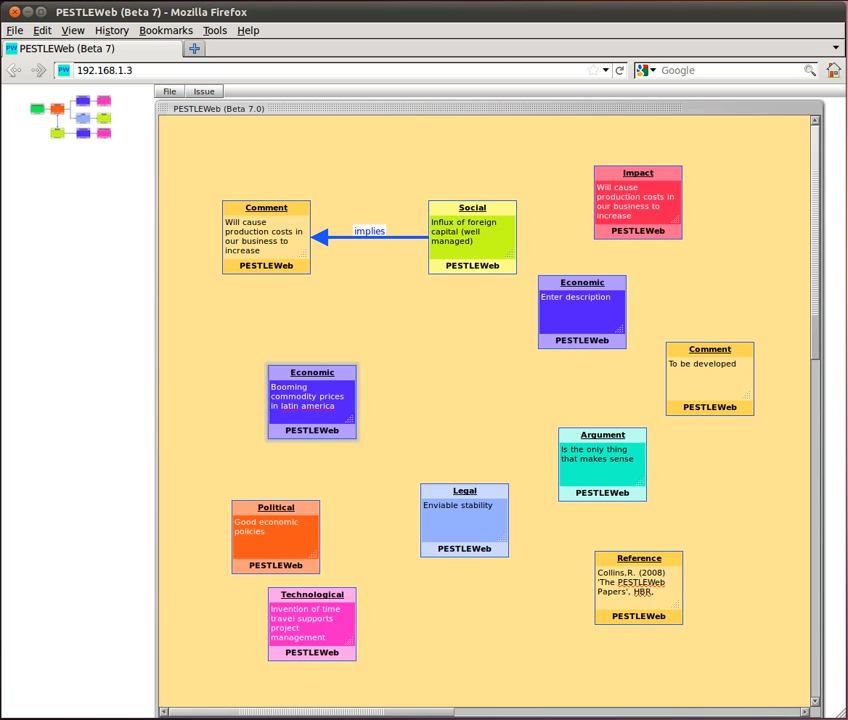 PESTLEWeb (Beta 7) - Mozilla Firefox
File Edit View History Bookmarks Tools Help
PESTLEWeb (Beta 7)
192.168.1.3
Google
File Issue
PESTLEWeb (Beta 7.0)
Impact
Will cause
production costs in
our business to
increase
PESTLEWeb
Comment
Will cause
production costs in
our business to
increase
PESTLEWeb
implies
Social
Influx of foreign
capital (well
managed)
PESTLEWeb
Economic
Enter description
PESTLEWeb
Comment
To be developed
PESTLEWeb
Economic
Booming
commodity prices
in latin america
PESTLEWeb
Argument
Is the only thing
that makes sense
PESTLEWeb
Legal
Enviable stability
PESTLEWeb
Political
Good economic
policies
PESTLEWeb
Reference
Collins,R. (2008)
'The PESTLEWeb
Papers', HBR.
PESTLEWeb
Technological
Invention of time
travel supports
project
management
PESTLEWeb